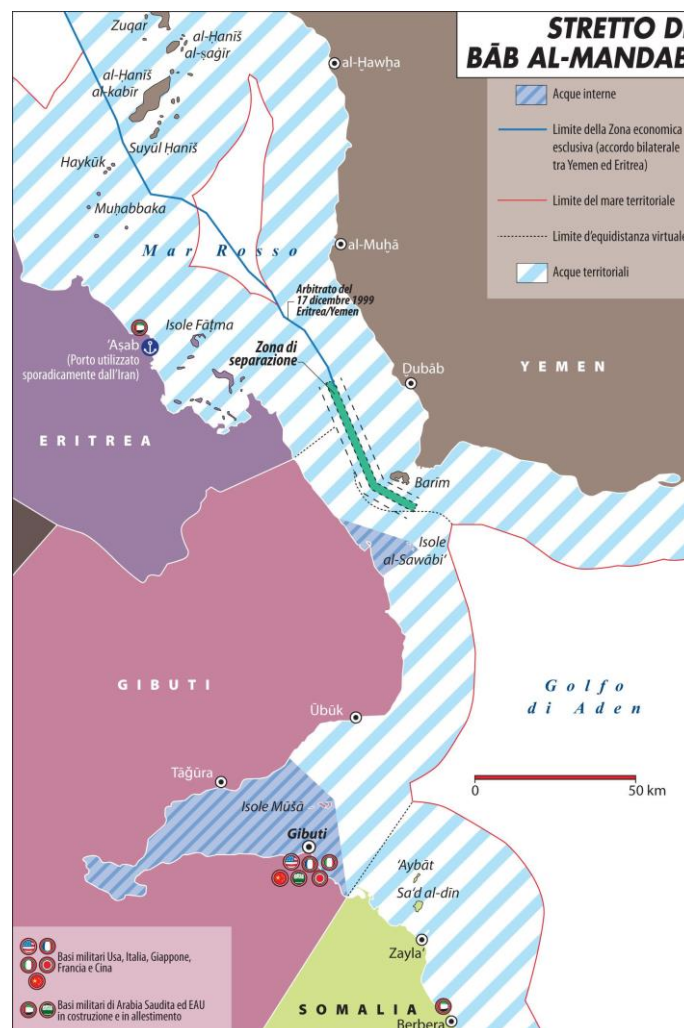 STRETTO DI
BĀB AL-MANDAB
Acque interne
Limite della Zona economica
esclusiva (accordo bilaterale
tra Yemen ed Eritrea)
Limite del mare territoriale
Limite d'equidistanza virtuale
Acque territoriali
Zuqar
al-Ḥanīš
al-ṣaġīr
al-Ḥanīš
al-kabīr
Suyūl Ḥanīš
Haykūk
Muḥabbaka
al-Ḫawḫa
al-Muḫā
Mar Rosso
Arbitrato del
17 dicembre 1999
Eritrea/Yemen
Isole Fāṭma
'Aṣab
(Porto utilizzato
sporadicamente dall'Iran)
Zona di
separazione
Ḏubāb
YEMEN
ERITREA
Barīm
Isole
al-Sawābi'
GIBUTI
Golfo
di Aden
Ūbūk
0 50 km
Tāǧūra
Isole Mūšā
Gibuti
'Aybāt
Sa'd al-dīn
Zayla'
SOMALIA
Berbera
Basi militari Usa, Italia, Giappone,
Francia e Cina
Basi militari di Arabia Saudita ed EAU
in costruzione e in allestimento